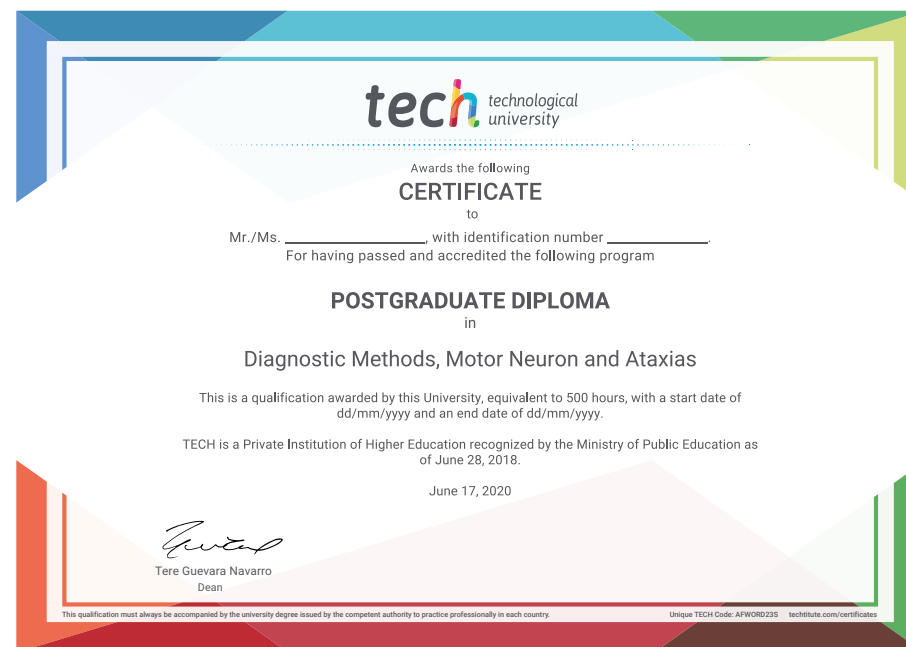 tech technological
university
Awards the following
CERTIFICATE
to
Mr./Ms. ____________________, with identification number ______________.
For having passed and accredited the following program
POSTGRADUATE DIPLOMA
in
Diagnostic Methods, Motor Neuron and Ataxias
This is a qualification awarded by this University, equivalent to 500 hours, with a start date of
dd/mm/yyyy and an end date of dd/mm/yyyy.
TECH is a Private Institution of Higher Education recognized by the Ministry of Public Education as
of June 28, 2018.
June 17, 2020
Tere Guevara Navarro
Dean
This qualification must always be accompanied by the university degree issued by the competent authority to practice professionally in each country. Unique TECH Code: AFWORD23S techtitute.com/certificates